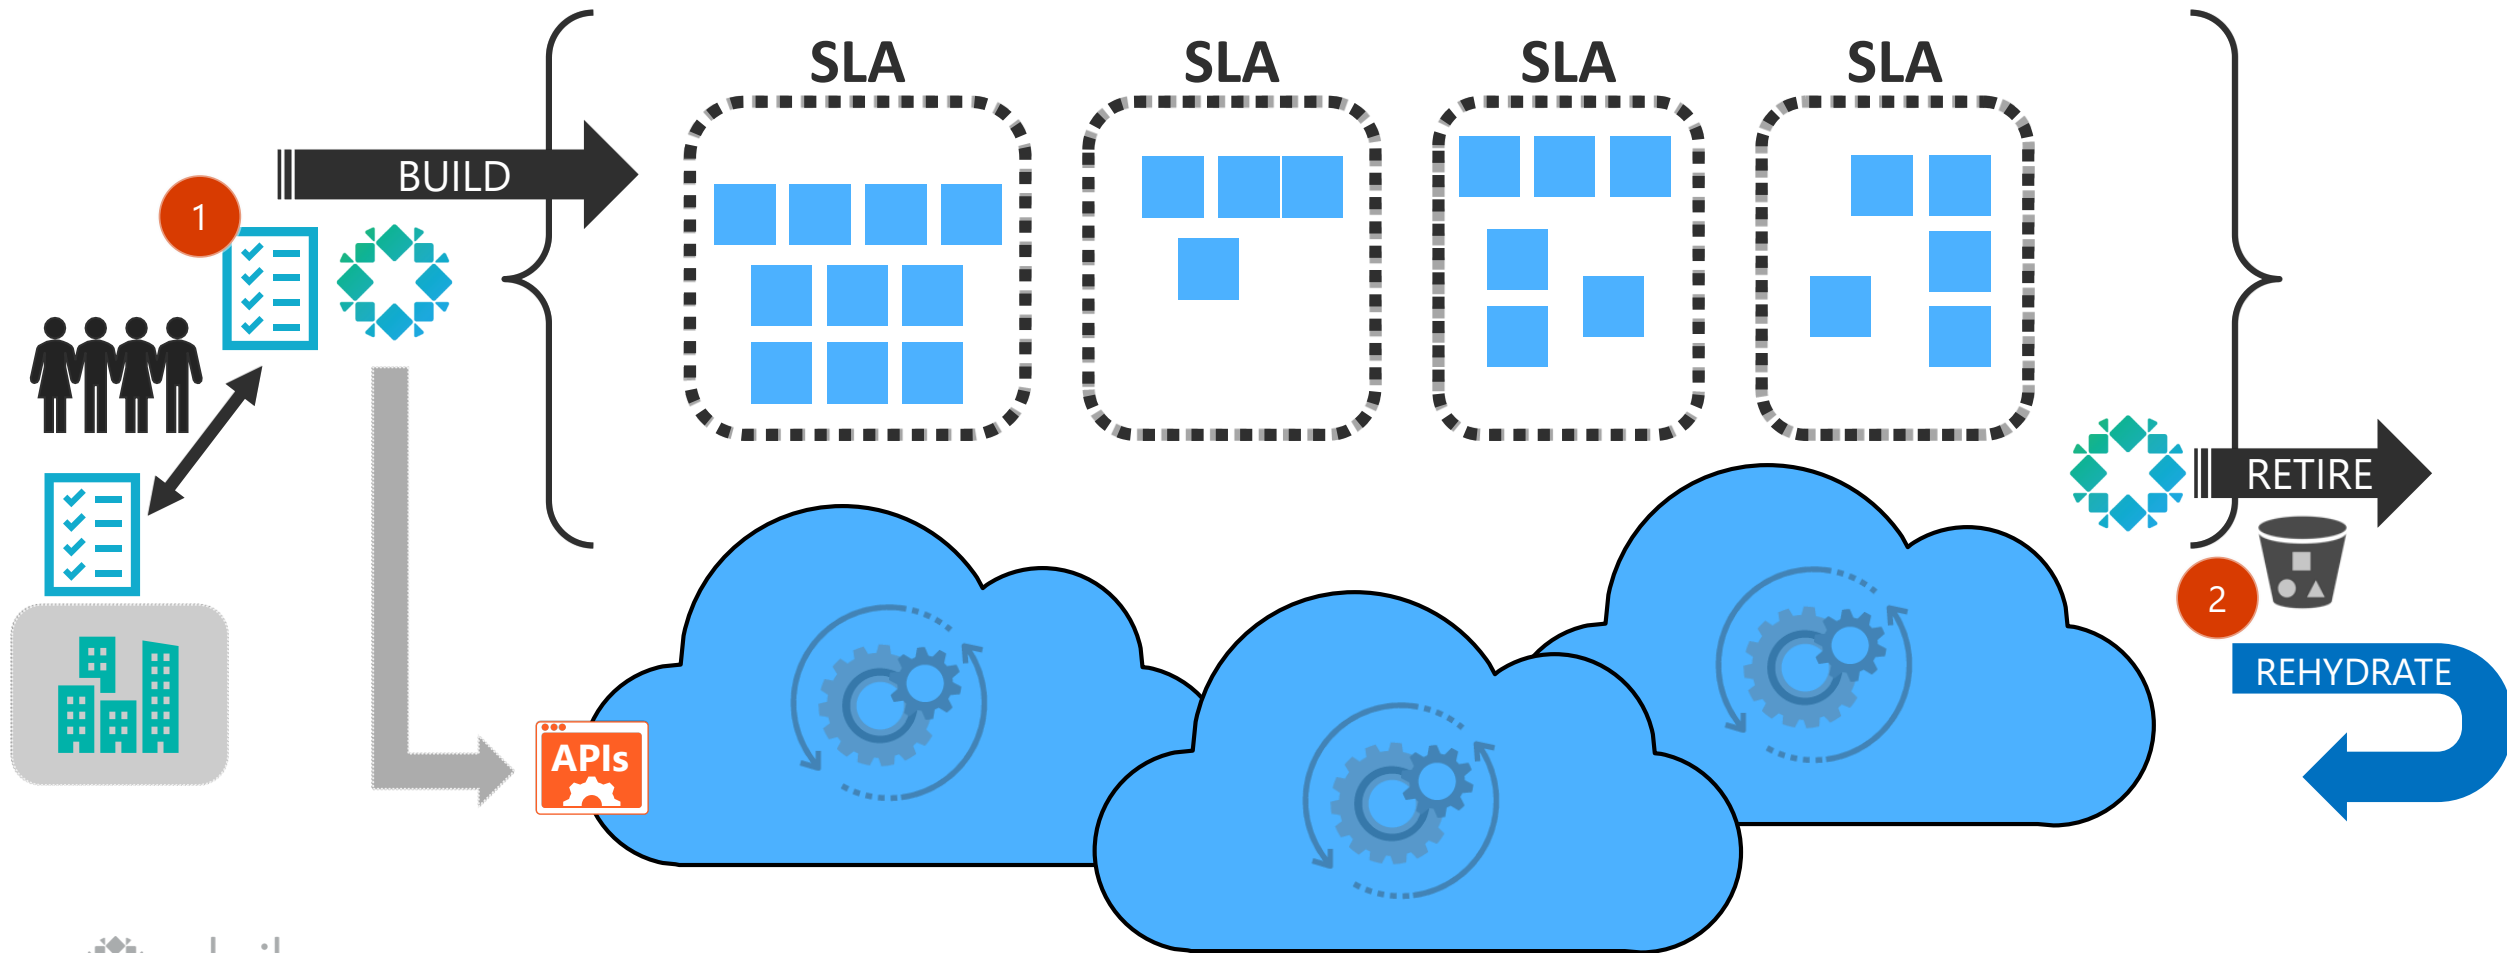 SLA
SLA
SLA
SLA
BUILD
1
RETIRE
2
REHYDRATE
APIs